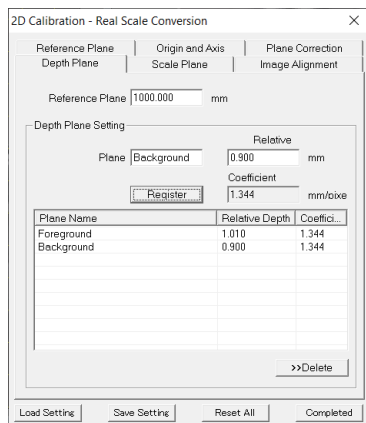 2D Calibration - Real Scale Conversion
Reference Plane Origin and Axis Plane Correction
Depth Plane Scale Plane Image Alignment
Reference Plane 1000.000 mm
Depth Plane Setting
Relative
Plane Background 0.900 mm
Coefficient
Register 1.344 mm/pixe
Plane Name Relative Depth Coeffici...
Foreground 1.010 1.344
Background 0.900 1.344
>>Delete
Load Setting Save Setting Reset All Completed